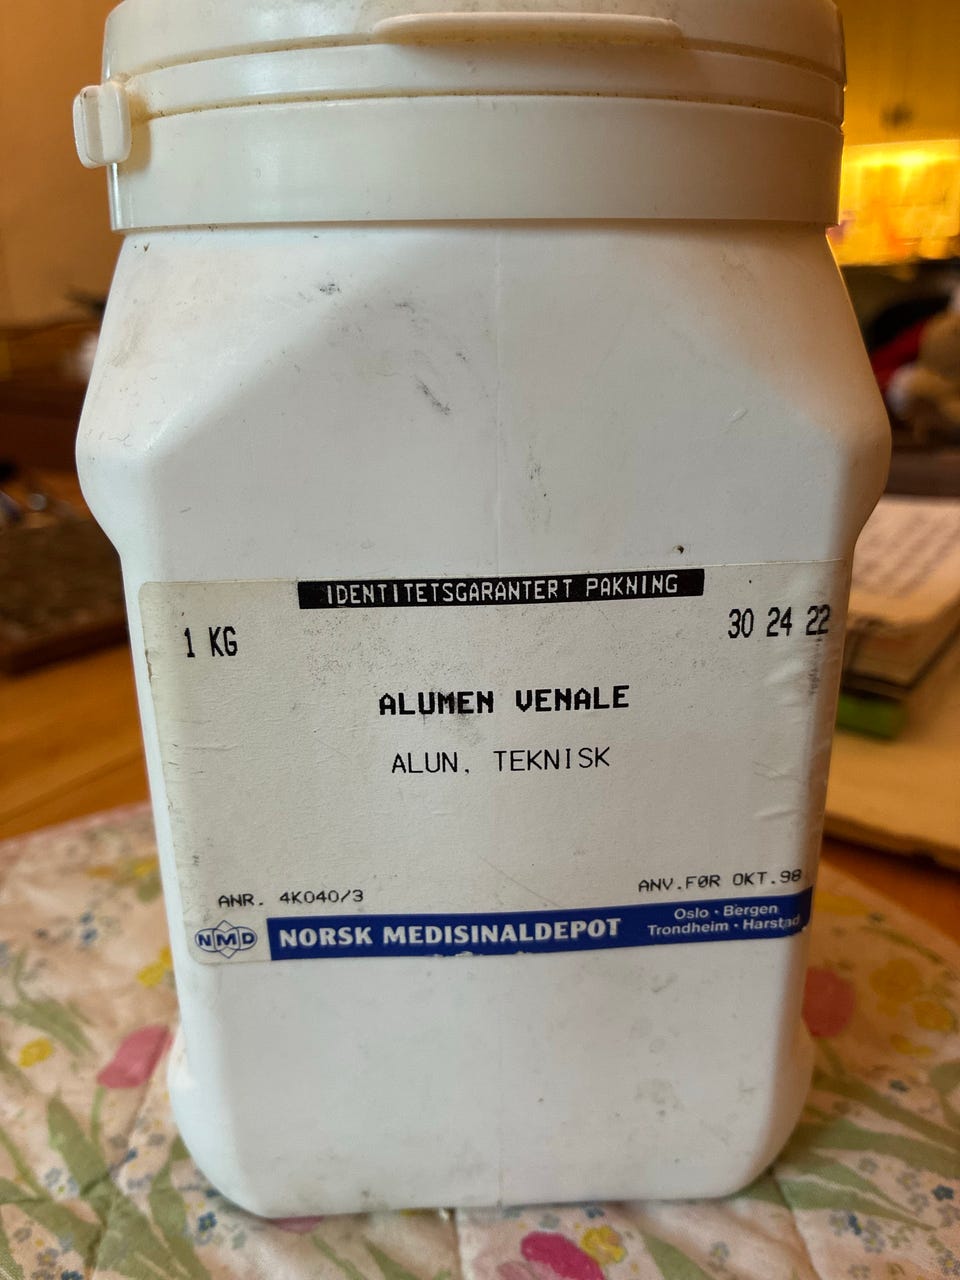 IDENTITETSGARANTERT PAKNING
1 KG
30 24 22
ALUMEN VENALE
ALUN, TEKNISK
ANR. 4K040/3
ANV.FØR OKT.98
NMD
NORSK MEDISINALDEPOT
Oslo · Bergen
Trondheim · Harstad